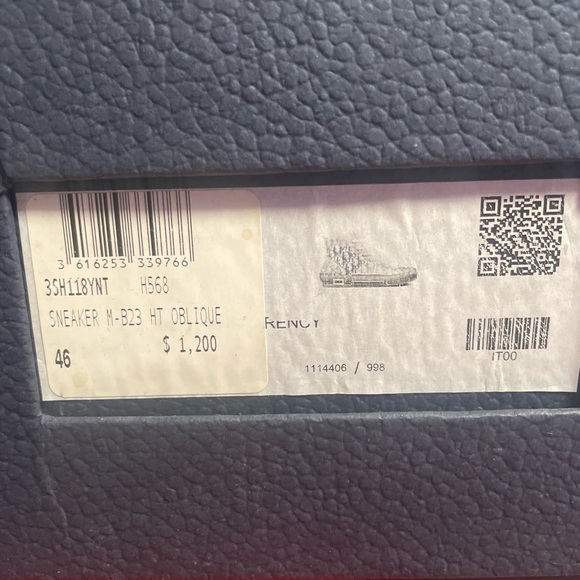 3 616253 339766
3SH118YNT H568
SNEAKER M-B23 HT OBLIQUE
46 $ 1,200
RENCY
1114406 / 998
IT00